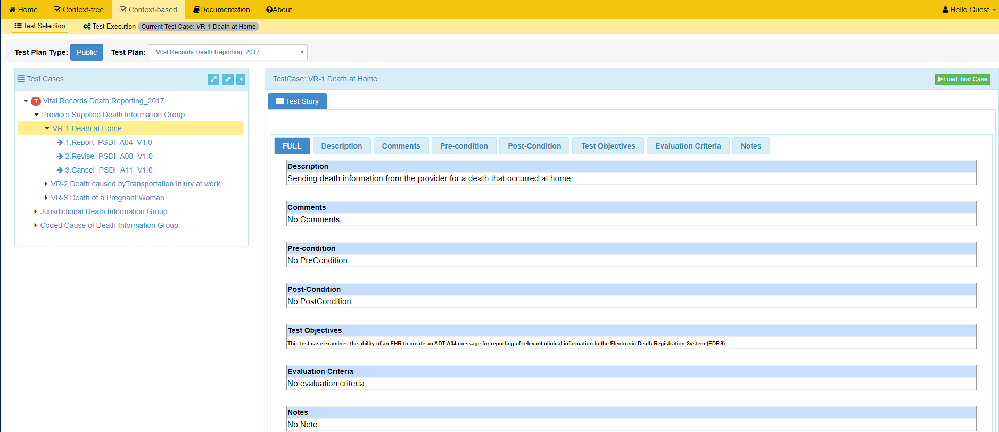 Home Context-free Context-based Documentation About Hello Guest
Test Selection Test Execution Current Test Case: VR-1 Death at Home
Test Plan Type: Public Test Plan: Vital Records Death Reporting_2017
Test Cases
T Vital Records Death Reporting_2017
Provider Supplied Death Information Group
VR-1 Death at Home
1.Report_PSDI_A04_V1.0
2.Revise_PSDI_A08_V1.0
3.Cancel_PSDI_A11_V1.0
VR-2 Death caused byTransportation Injury at work
VR-3 Death of a Pregnant Woman
Jurisdictional Death Information Group
Coded Cause of Death Information Group
TestCase: VR-1 Death at Home Load Test Case
Test Story
FULL Description Comments Pre-condition Post-Condition Test Objectives Evaluation Criteria Notes
Description
Sending death information from the provider for a death that occurred at home.
Comments
No Comments
Pre-condition
No PreCondition
Post-Condition
No PostCondition
Test Objectives
This test case examines the ability of an EHR to create an ADT A04 message for reporting of relevant clinical information to the Electronic Death Registration System (EDRS).
Evaluation Criteria
No evaluation criteria
Notes
No Note